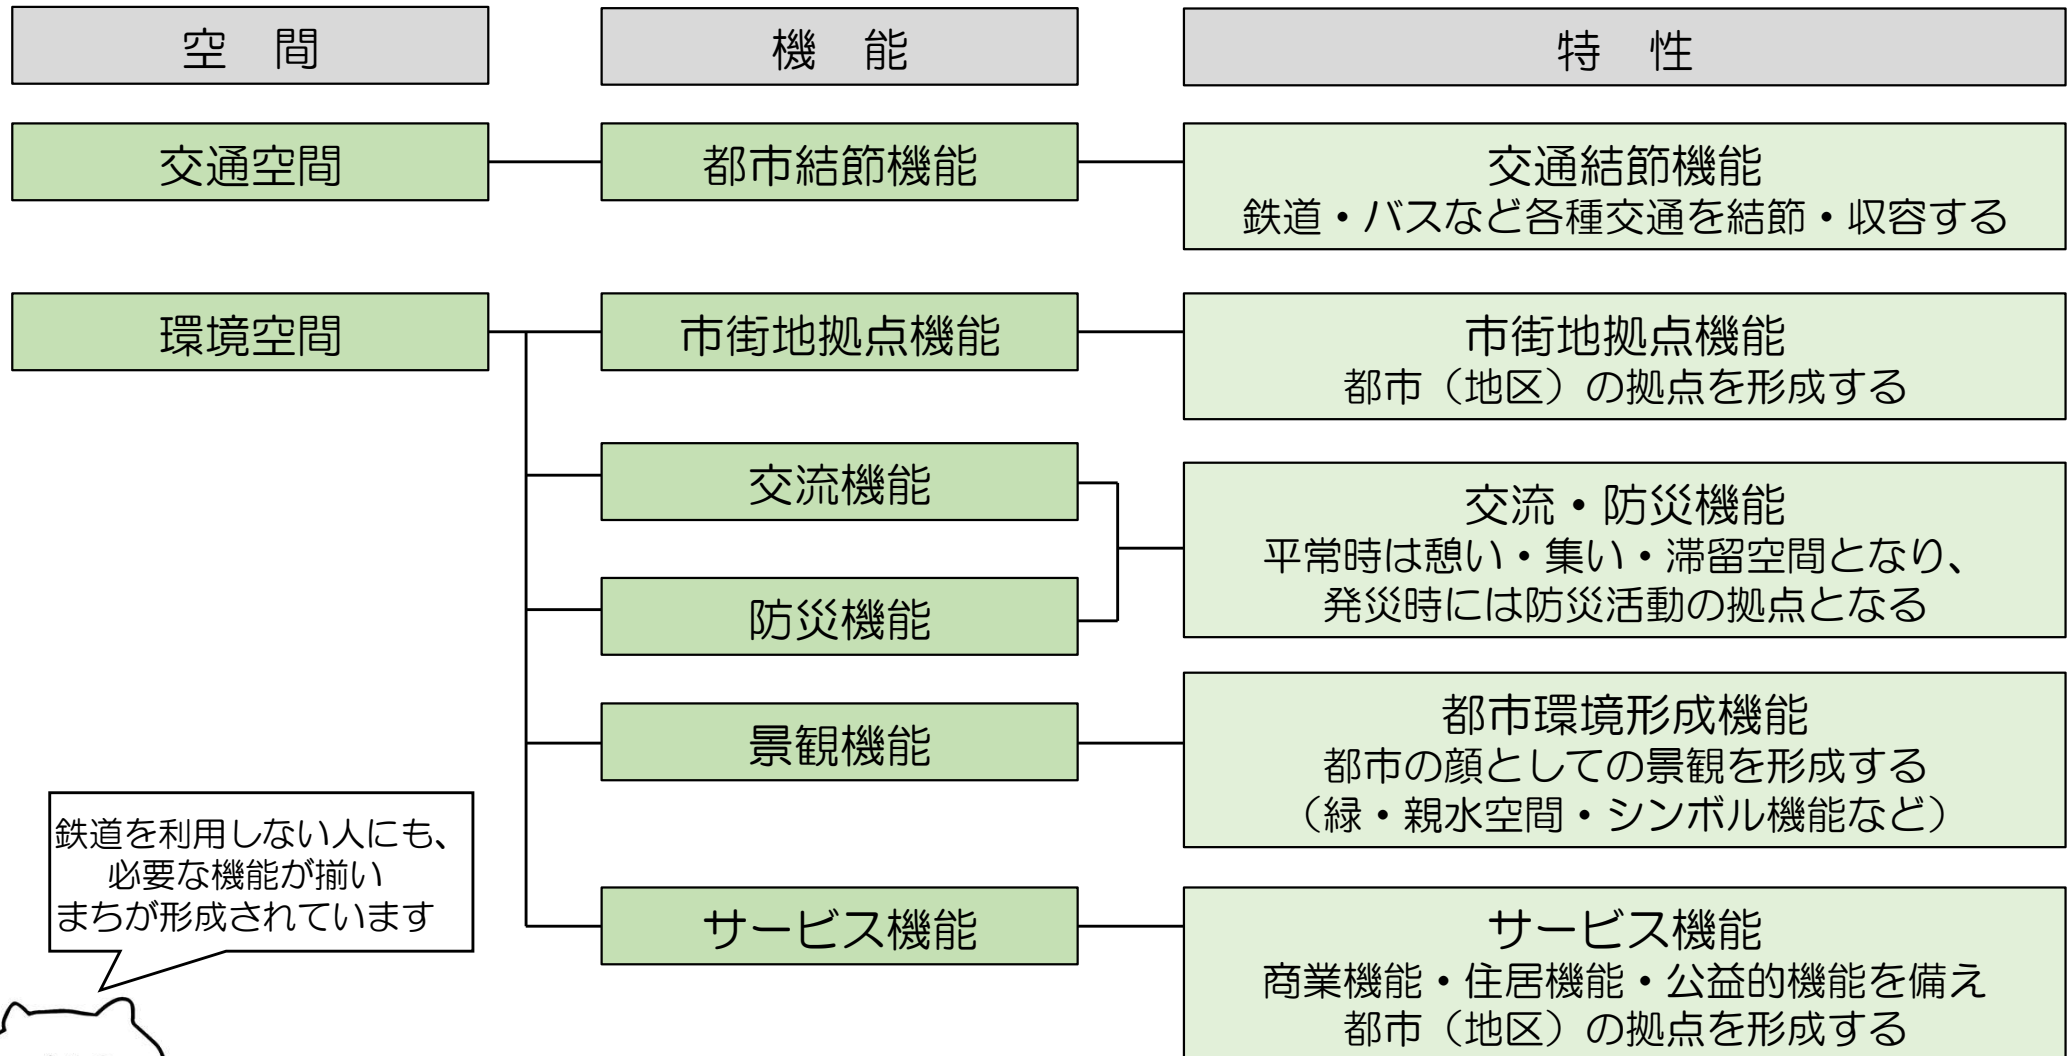 空　間
機　能
特　性
交通空間
都市結節機能
交通結節機能
鉄道・バスなど各種交通を結節・収容する
環境空間
市街地拠点機能
市街地拠点機能
都市（地区）の拠点を形成する
交流機能
防災機能
交流・防災機能
平常時は憩い・集い・滞留空間となり、
発災時には防災活動の拠点となる
景観機能
都市環境形成機能
都市の顔としての景観を形成する
（緑・親水空間・シンボル機能など）
サービス機能
サービス機能
商業機能・住居機能・公益的機能を備え
都市（地区）の拠点を形成する
鉄道を利用しない人にも、
必要な機能が揃い
まちが形成されています